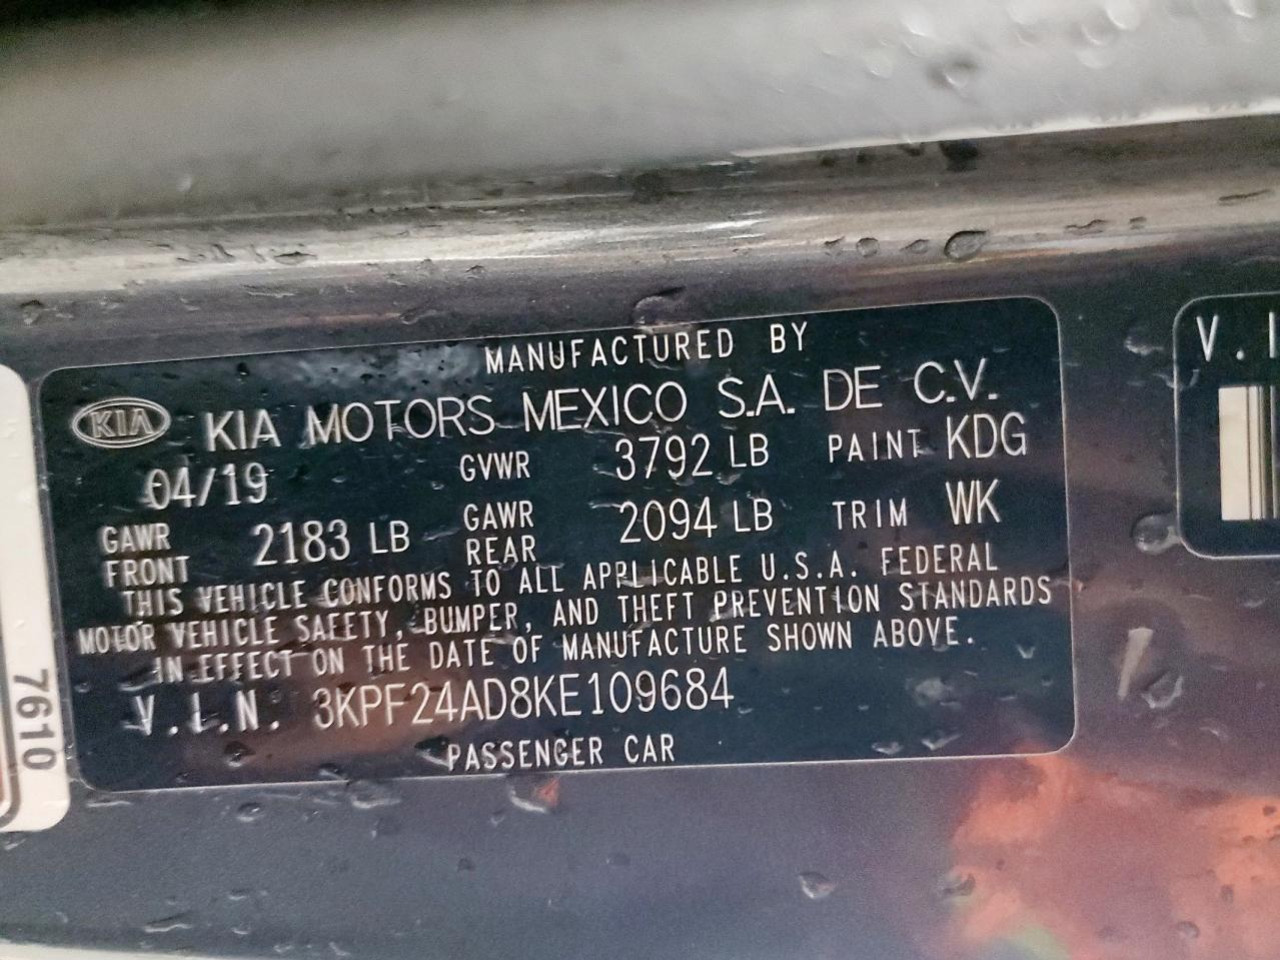 MANUFACTURED BY
KIA KIA MOTORS MEXICO S.A. DE C.V.
04/19 GVWR 3792 LB PAINT KDG
GAWR FRONT 2183 LB GAWR REAR 2094 LB TRIM WK
THIS VEHICLE CONFORMS TO ALL APPLICABLE U.S.A. FEDERAL
MOTOR VEHICLE SAFETY, BUMPER, AND THEFT PREVENTION STANDARDS
IN EFFECT ON THE DATE OF MANUFACTURE SHOWN ABOVE.
V.I.N: 3KPF24AD8KE109684
PASSENGER CAR
7610
V.I